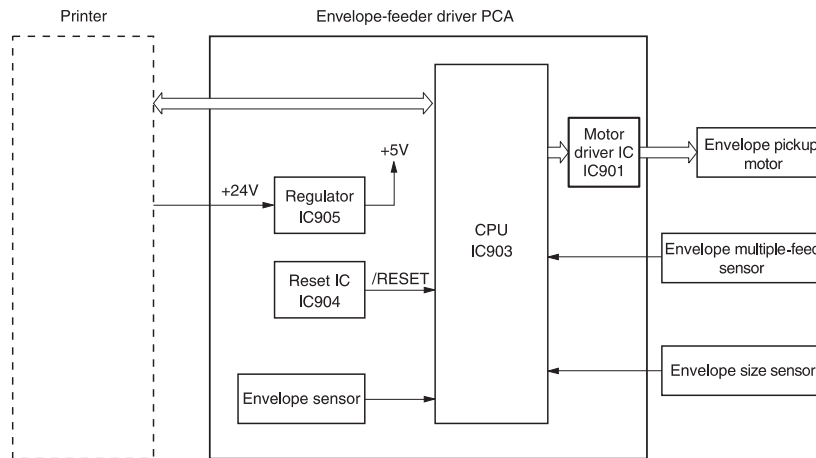 Printer
Envelope-feeder driver PCA
Motor
driver IC
IC901
Envelope pickup
motor
+5V
+24V
Regulator
IC905
CPU
IC903
Envelope multiple-feed
sensor
Reset IC
IC904
/RESET
Envelope sensor
Envelope size sensor